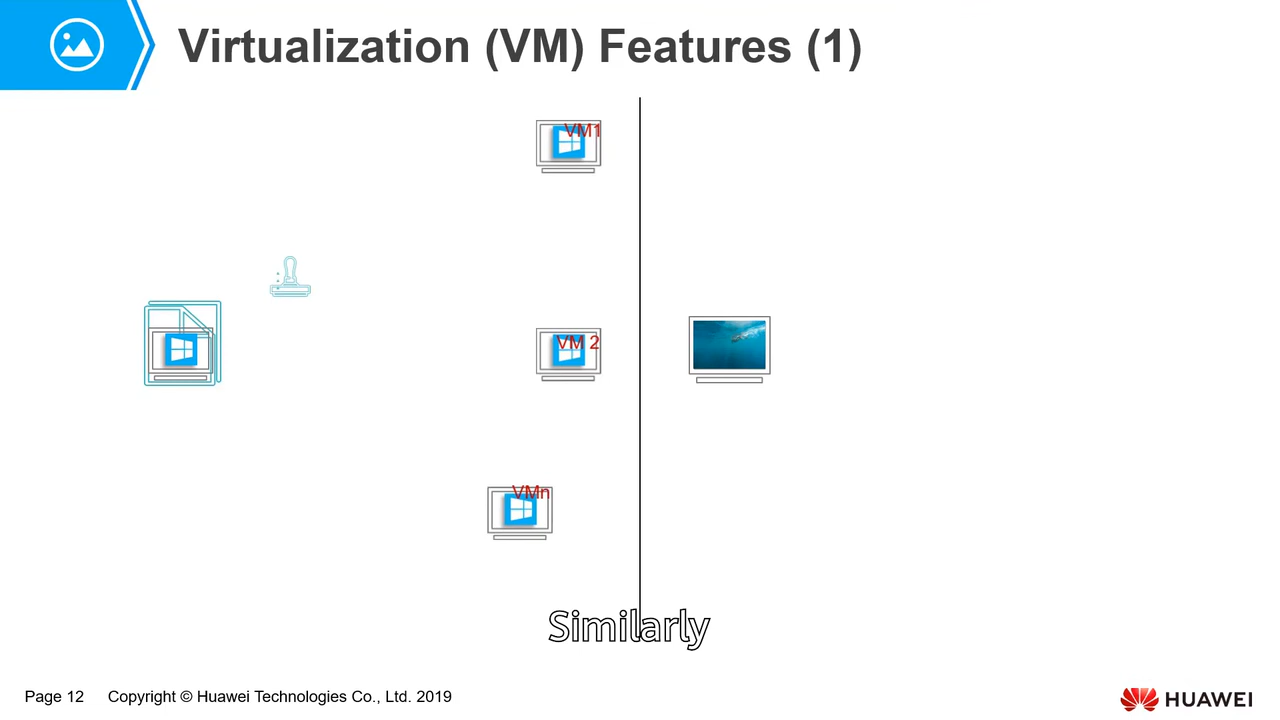 Virtualization (VM) Features (1)
VM1
VM 2
VMn
Similarly
Page 12 Copyright © Huawei Technologies Co., Ltd. 2019
HUAWEI